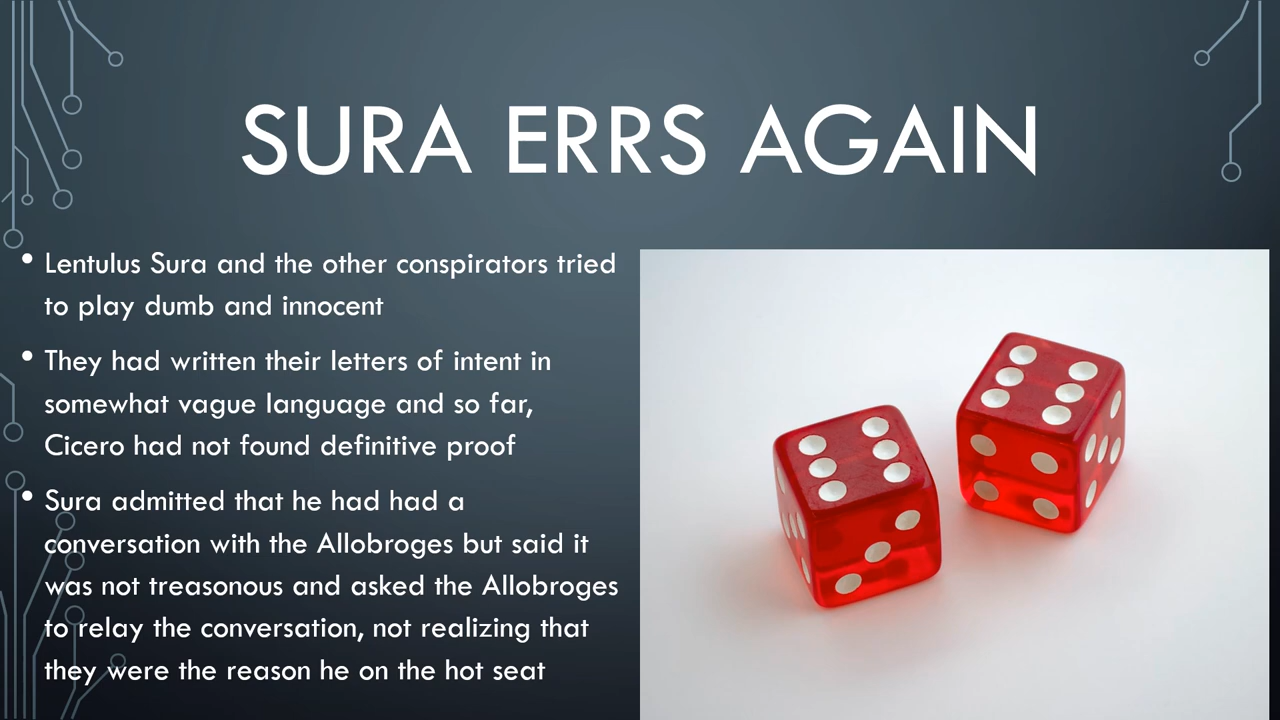 SURA ERRS AGAIN
• Lentulus Sura and the other conspirators tried
to play dumb and innocent
• They had written their letters of intent in
somewhat vague language and so far,
Cicero had not found definitive proof
• Sura admitted that he had had a
conversation with the Allobroges but said it
was not treasonous and asked the Allobroges
to relay the conversation, not realizing that
they were the reason he on the hot seat